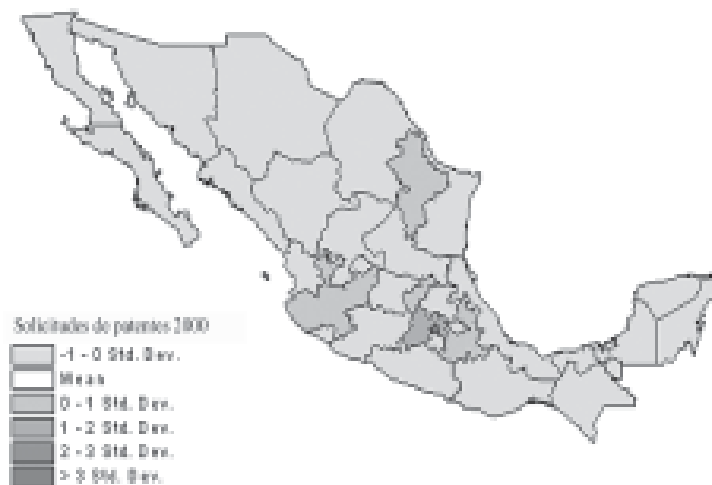 Solicitudes de patentes 2000
-1 - 0 Std. Dev.
Mean
0 - 1 Std. Dev.
1 - 2 Std. Dev.
2 - 3 Std. Dev.
> 3 Std. Dev.